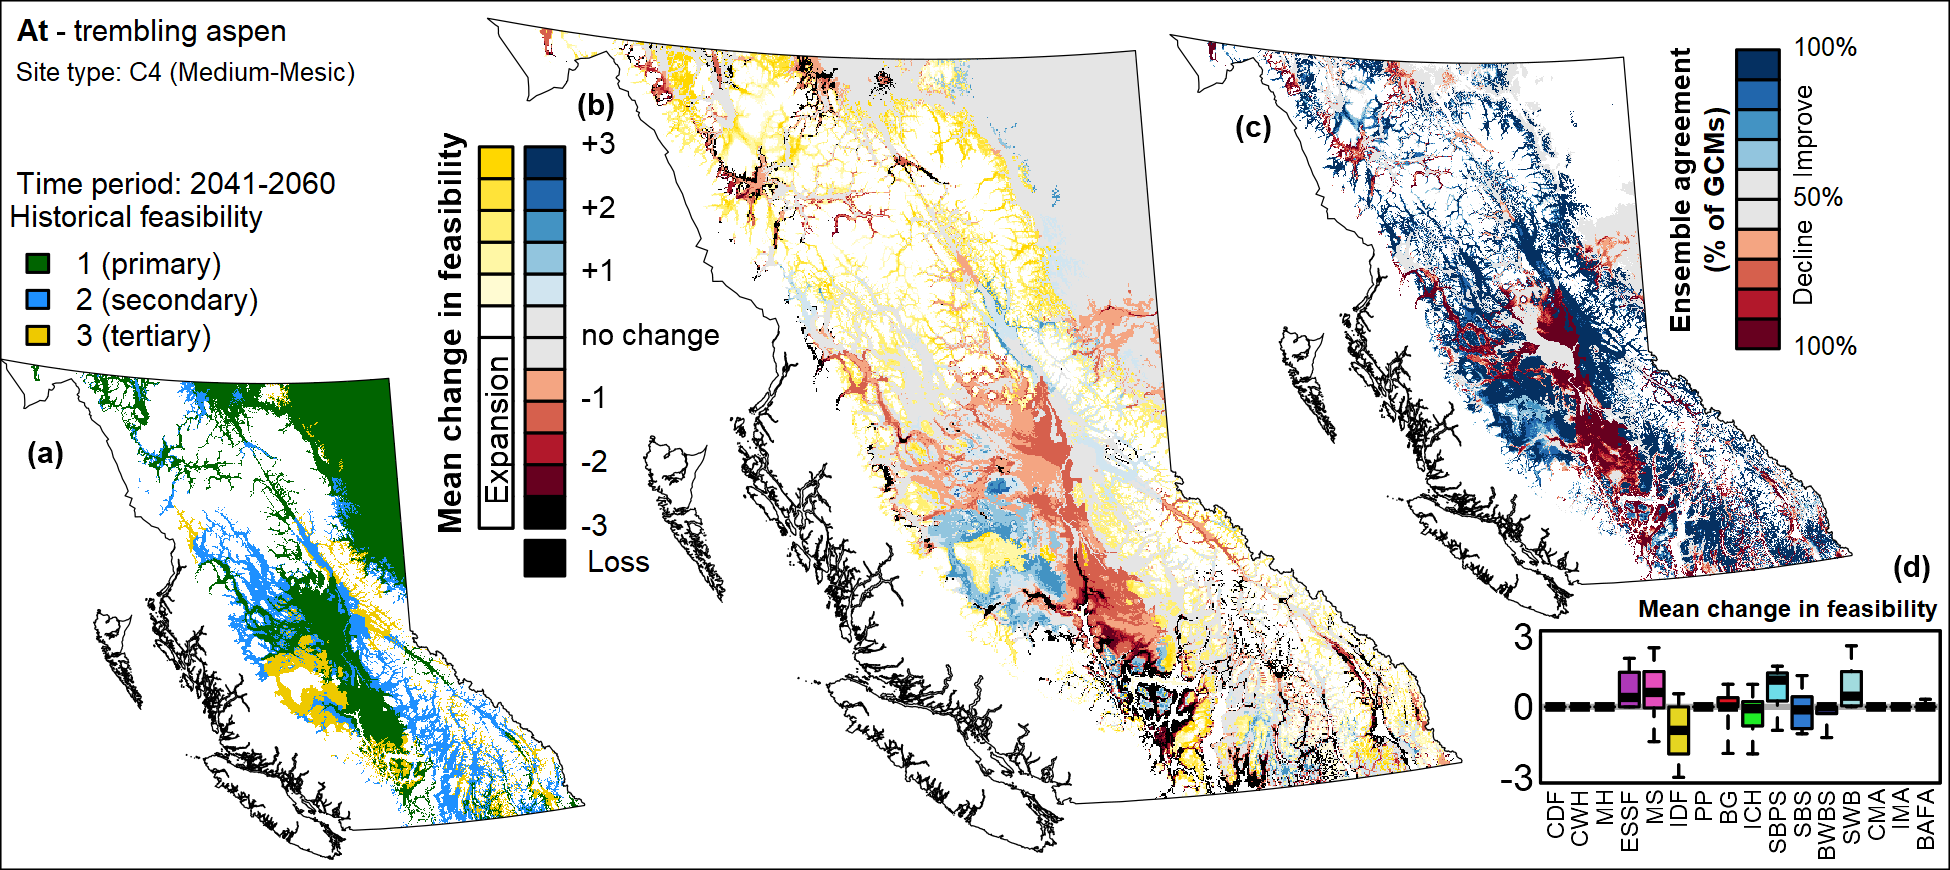 At - trembling aspen
Site type: C4 (Medium-Mesic)
Time period: 2041-2060
Historical feasibility
1 (primary)
2 (secondary)
3 (tertiary)
(a)
(b)
Mean change in feasibility
Expansion
+3
+2
+1
no change
-1
-2
-3
Loss
(c)
Ensemble agreement
(% of GCMs)
100%
Improve
50%
Decline
100%
(d)
Mean change in feasibility
3
0
-3
CDF
CWH
MH
ESSF
MS
IDF
PP
BG
ICH
SBPS
SBS
BWBS
SWB
CMA
IMA
BAFA